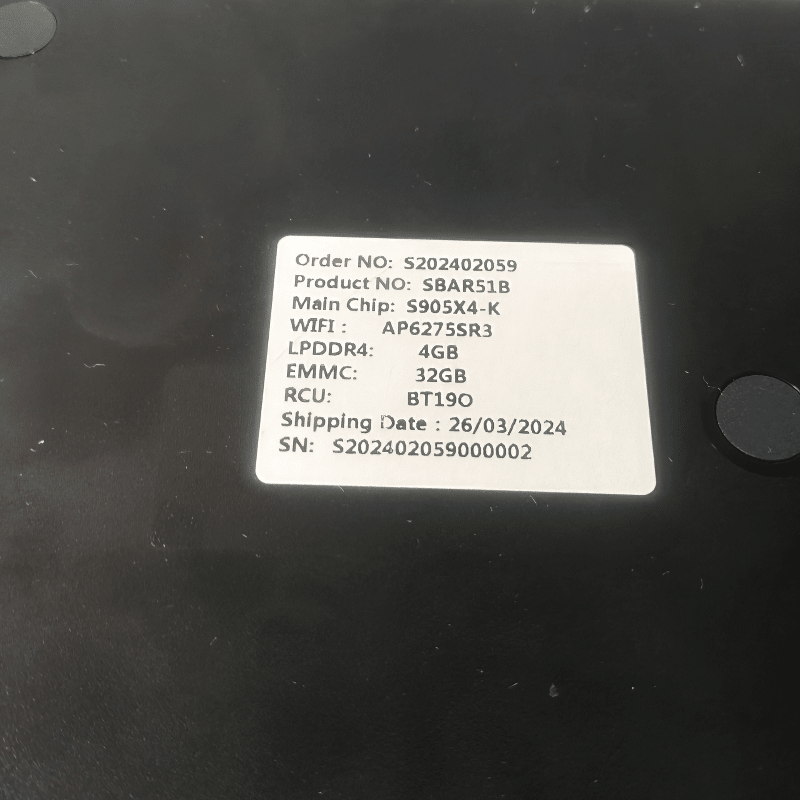 Order NO: S202402059
Product NO: SBAR51B
Main Chip: S905X4-K
WIFI : AP6275SR3
LPDDR4: 4GB
EMMC: 32GB
RCU: BT190
Shipping Date : 26/03/2024
SN: S202402059000002